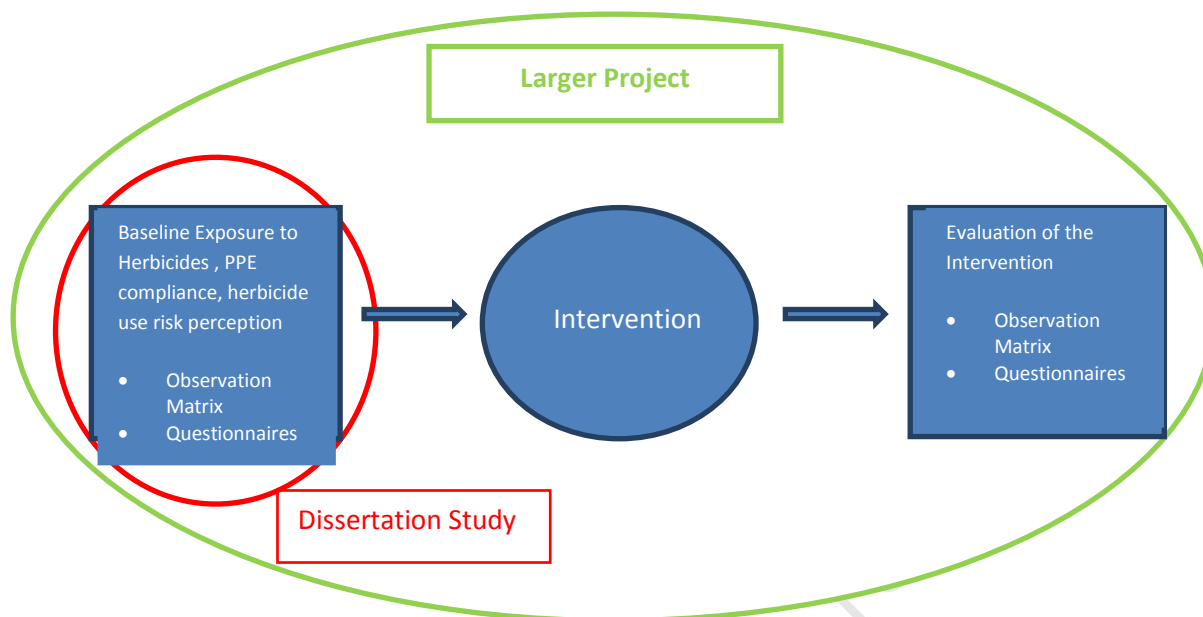 Larger Project
Baseline Exposure to
Herbicides , PPE
compliance, herbicide
use risk perception
• Observation
Matrix
• Questionnaires
Intervention
Evaluation of the
Intervention
• Observation
Matrix
• Questionnaires
Dissertation Study